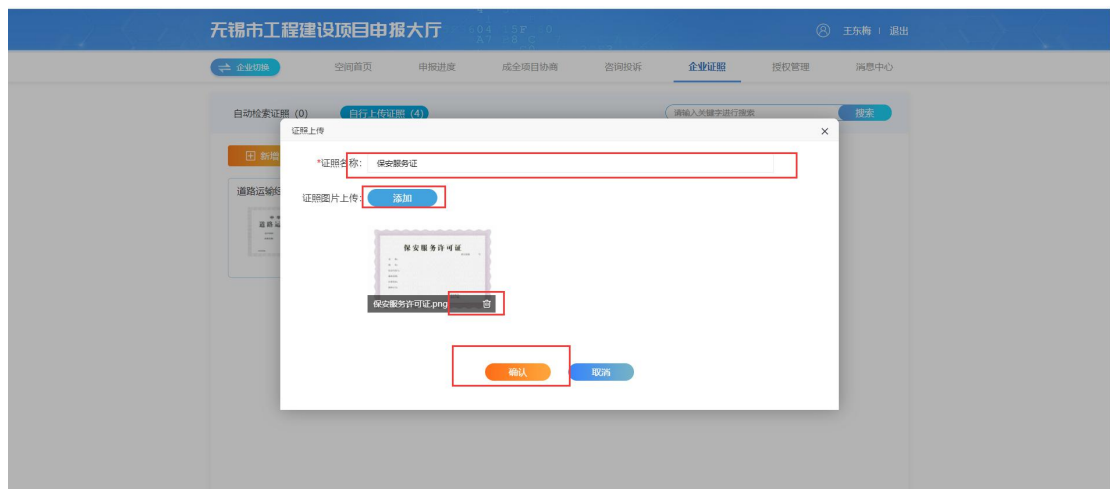 无锡市工程建设项目申报大厅
王东梅 | 退出
企业切换 空间首页 申报进度 成全项目协商 咨询投诉 企业证照 授权管理 消息中心
自动检索证照 (0) 自行上传证照 (4) 请输入关键字进行搜索 搜索
证照上传
新增
*证照名称: 保安服务证
道路运输经
证照图片上传: 添加
保安服务许可证
保安服务许可证.png
确认 取消